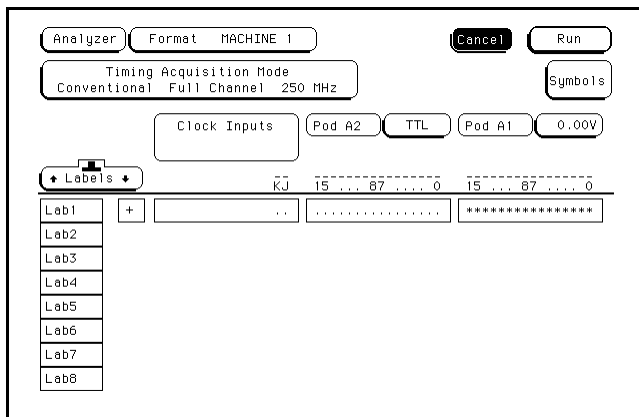 Analyzer Format MACHINE 1 Cancel Run
Timing Acquisition Mode
Conventional Full Channel 250 MHz
Symbols
Clock Inputs Pod A2 TTL Pod A1 0.00V
Labels
KJ 15 ... 87 .... 0 15 ... 87 .... 0
Lab1 + .. ................ ****************
Lab2
Lab3
Lab4
Lab5
Lab6
Lab7
Lab8